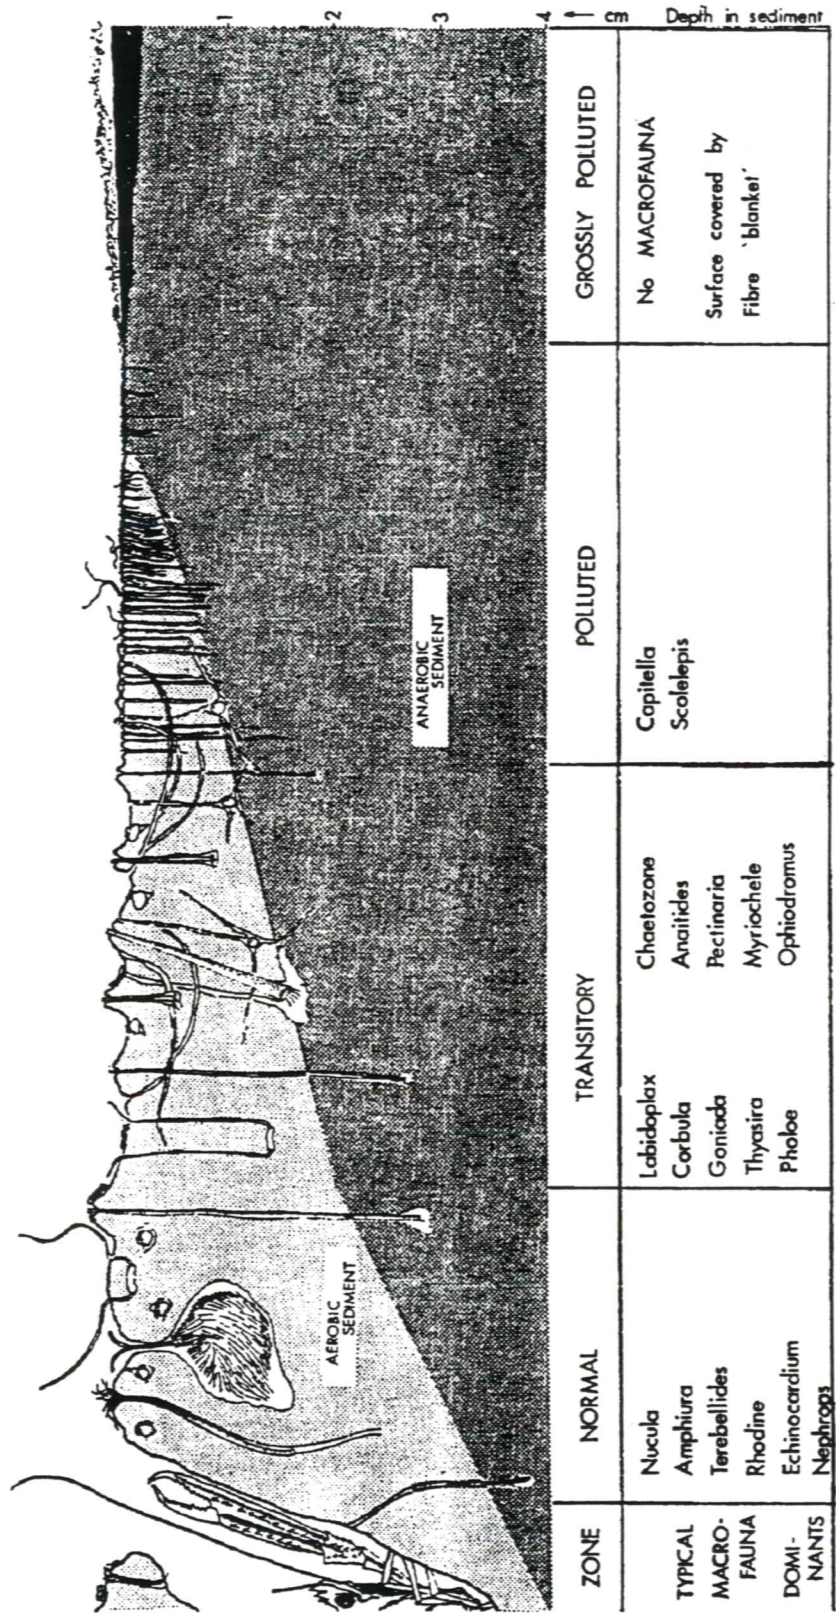 1
2
3
4 ← cm Depth in sediment
AEROBIC
SEDIMENT
ANAEROBIC
SEDIMENT
ZONE NORMAL TRANSITORY POLLUTED GROSSLY POLLUTED
Nucula Labidoplax Chaetozone Capitella No MACROFAUNA
TYPICAL Amphiura Corbula Anaitides Scolelepis
MACRO- Terebellides Goniada Pectinaria Surface covered by
FAUNA Rhodine Thyasira Myriochele Fibre 'blanket'
DOMI- Echinocardium Pholoe Ophiodromus
NANTS Nephrops